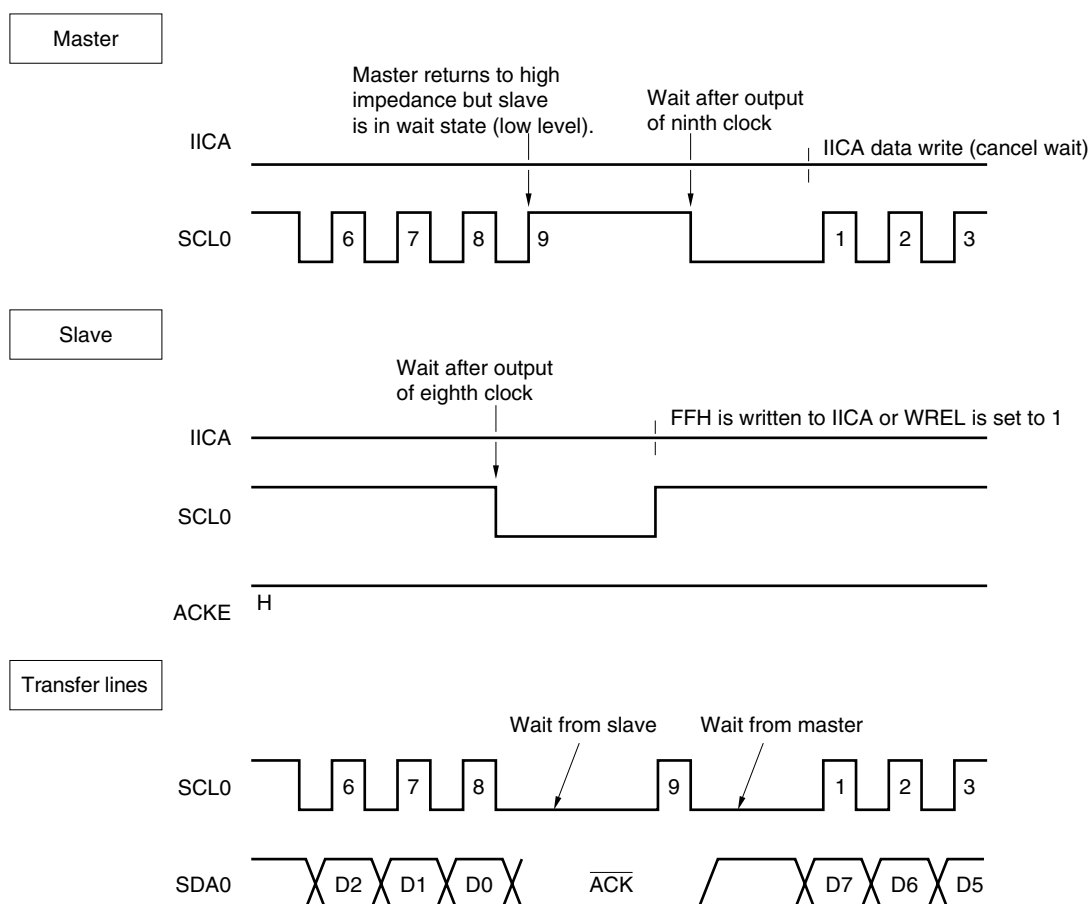 Master
Master returns to high
impedance but slave
is in wait state (low level).
Wait after output
of ninth clock
IICA
IICA data write (cancel wait)
SCL0
6 7 8 9 1 2 3
Slave
Wait after output
of eighth clock
IICA
FFH is written to IICA or WREL is set to 1
SCL0
H
ACKE
Transfer lines
Wait from slave
Wait from master
SCL0
6 7 8 9 1 2 3
SDA0
D2 D1 D0 ACK D7 D6 D5